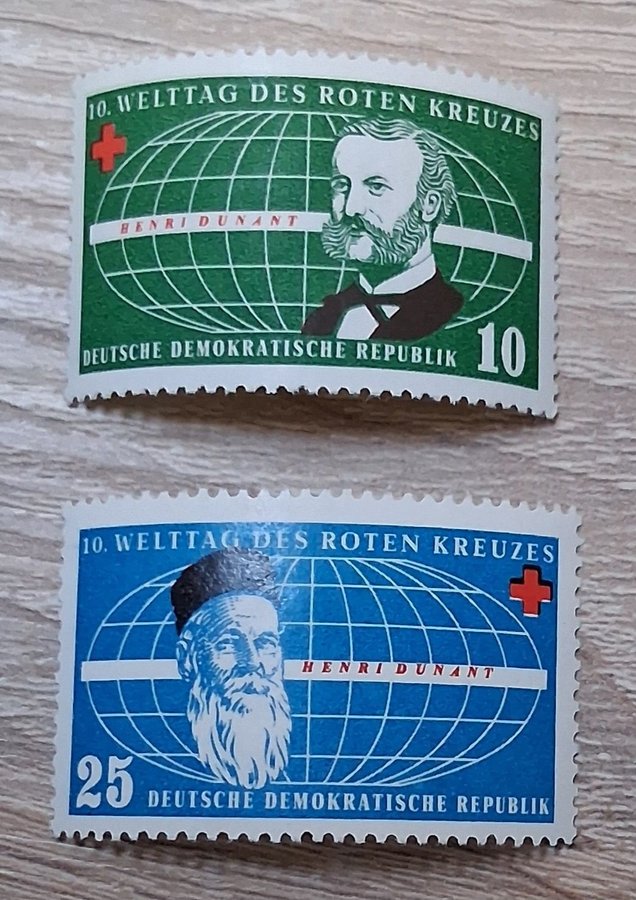 10. WELTTAG DES ROTEN KREUZES
HENRI DUNANT
DEUTSCHE DEMOKRATISCHE REPUBLIK 10
10. WELTTAG DES ROTEN KREUZES
HENRI DUNANT
25 DEUTSCHE DEMOKRATISCHE REPUBLIK